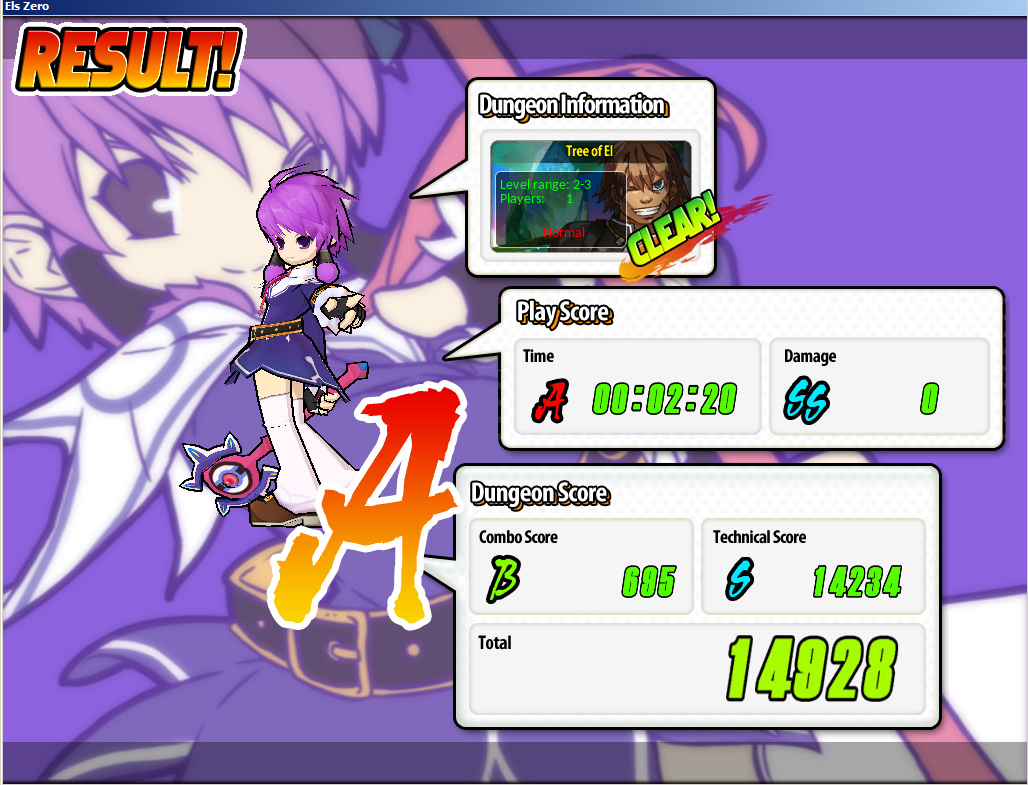 Els Zero
RESULT!
Dungeon Information
Tree of El
Level range: 2-3
Players: 1
Normal
CLEAR!
Play Score
Time
Damage
A 00:02:20
SS 0
A
Dungeon Score
Combo Score
Technical Score
B 695
S 14234
Total
14928